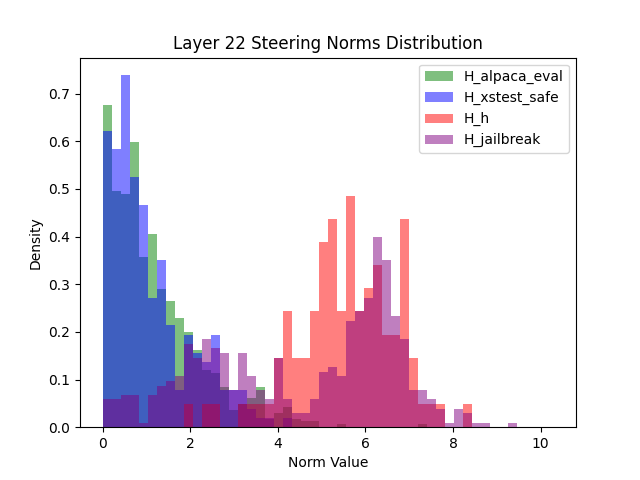 Layer 22 Steering Norms Distribution
H_alpaca_eval
H_xstest_safe
H_h
H_jailbreak
Density
0.7
0.6
0.5
0.4
0.3
0.2
0.1
0.0
0 2 4 6 8 10
Norm Value